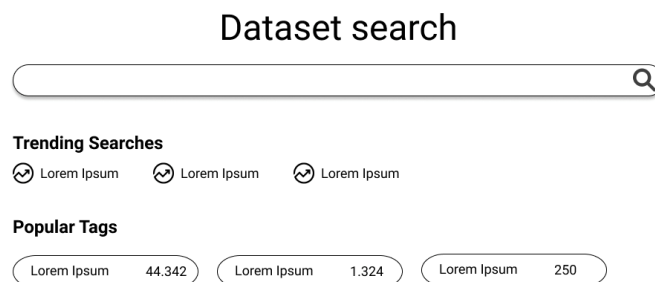 Dataset search
Trending Searches
Lorem Ipsum Lorem Ipsum Lorem Ipsum
Popular Tags
Lorem Ipsum 44.342 Lorem Ipsum 1.324 Lorem Ipsum 250